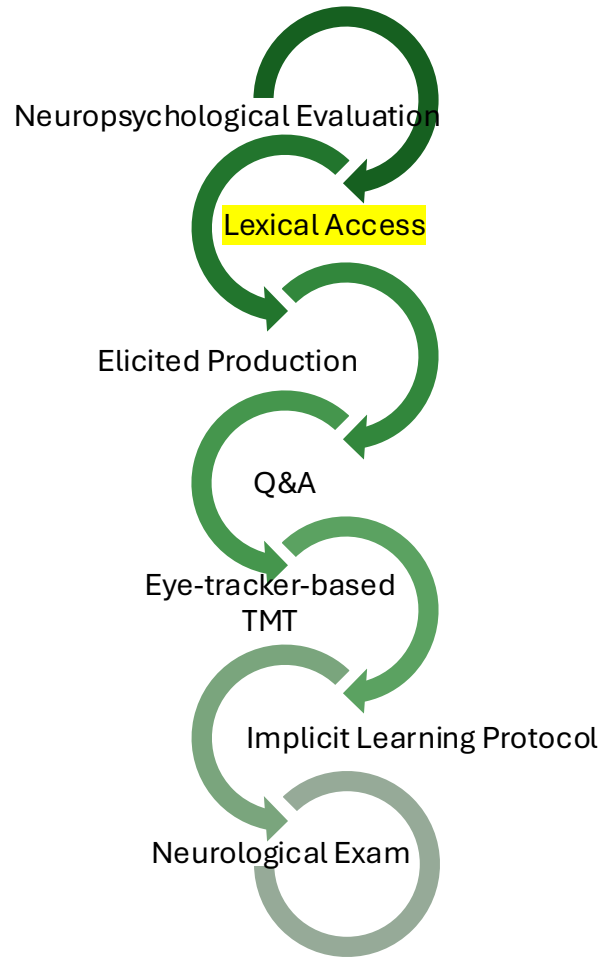 Neuropsychological Evaluation
Lexical Access
Elicited Production
Q&A
Eye-tracker-based
TMT
Implicit Learning Protocol
Neurological Exam